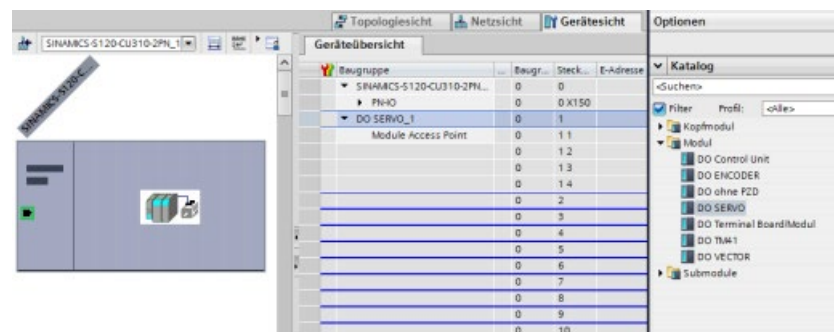 Topologiesicht Netzsicht Gerätesicht Optionen
SINAMICS-S120-CU310-2PN_1
Geräteübersicht
SINAMICS-S120-C...
Baugruppe ... Baugr... Steck... E-Adresse
SINAMICS-S120-CU310-2PN... 0 0
PN-IO 0 0 X150
DO SERVO_1 0 1
Module Access Point 0 1 1
0 1 2
0 1 3
0 1 4
0 2
0 3
0 4
0 5
0 6
0 7
0 8
0 9
0 10
Katalog
<Suchen>
Filter Profil: <Alle>
Kopfmodul
Modul
DO Control Unit
DO ENCODER
DO ohne PZD
DO SERVO
DO Terminal Board/Modul
DO TM41
DO VECTOR
Submodule